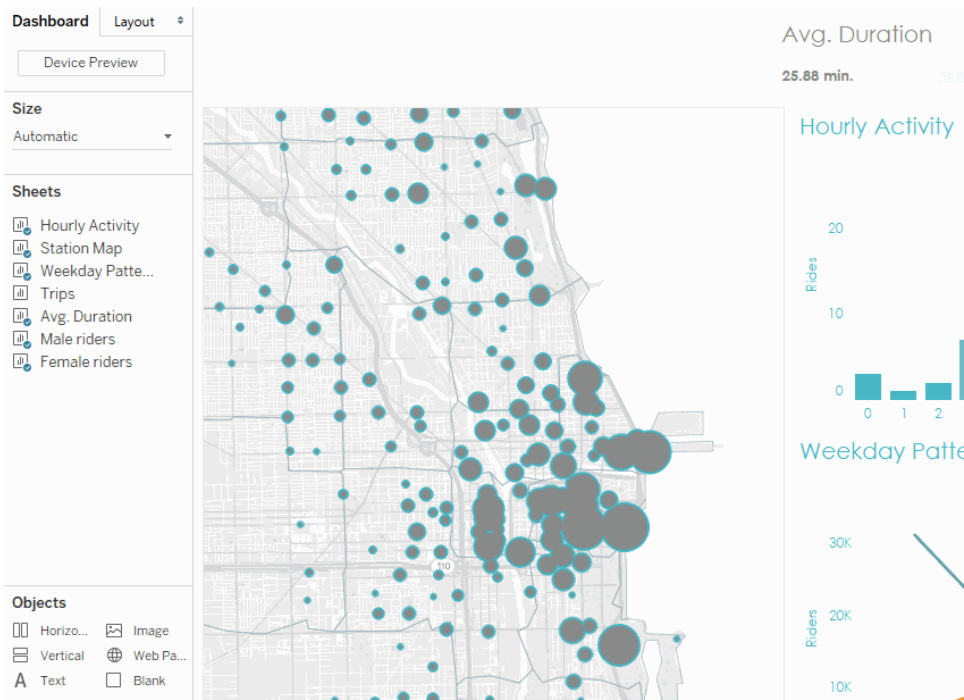 Dashboard Layout
Device Preview
Size
Automatic
Sheets
Hourly Activity
Station Map
Weekday Patte...
Trips
Avg. Duration
Male riders
Female riders
Objects
Horizo... Image
Vertical Web Pa...
Text Blank
Avg. Duration
25.88 min.
Hourly Activity
20
Rides
10
0
0 1 2
Weekday Patte
30K
20K
Riders
10K
110